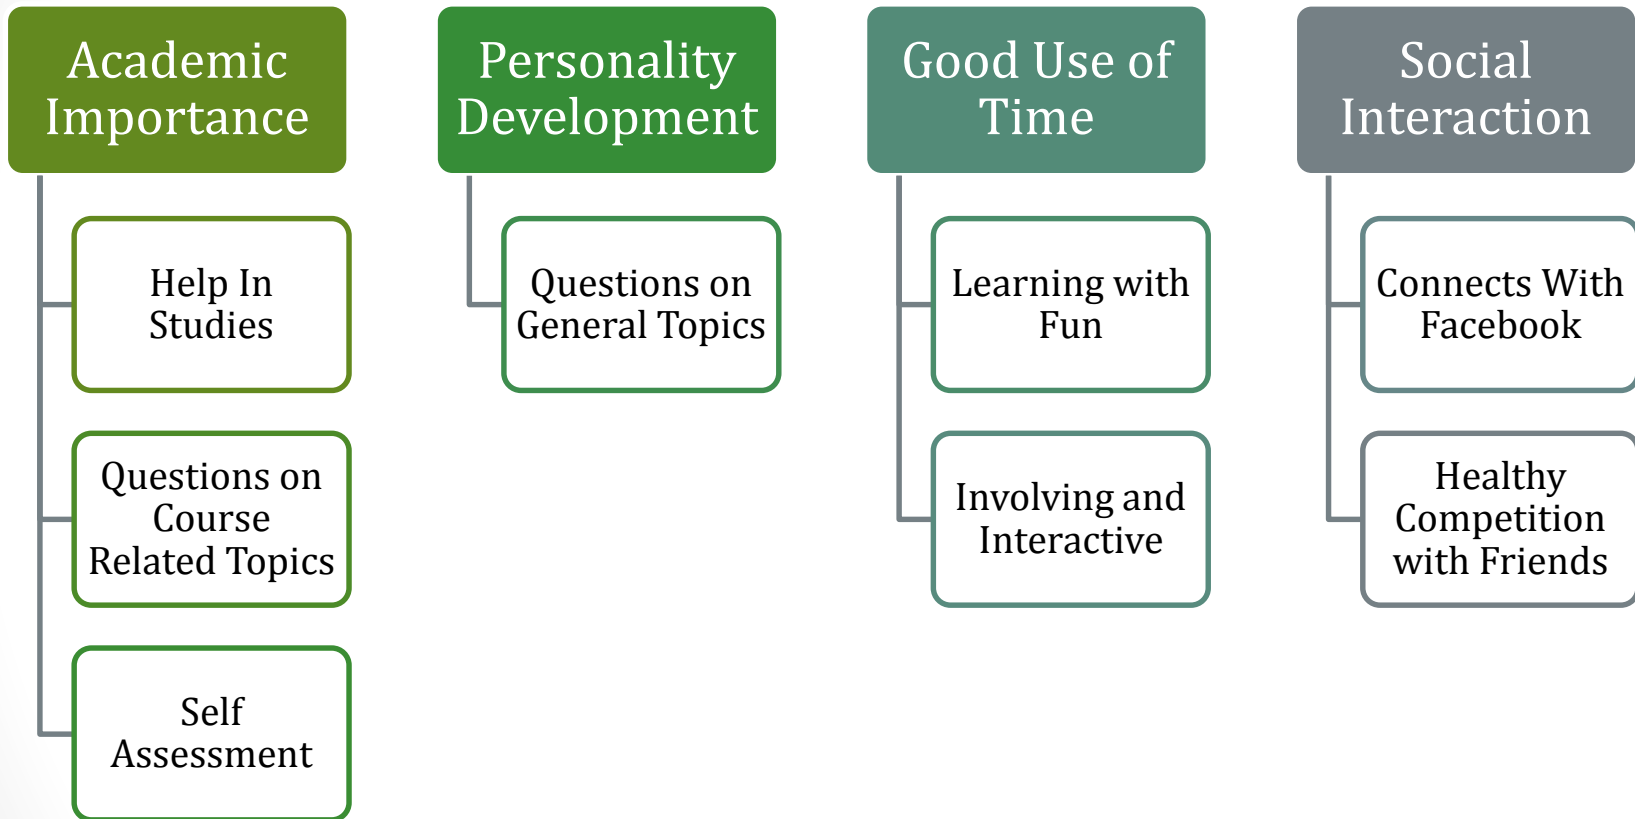 Academic
Importance
Help In
Studies
Questions on
Course
Related Topics
Self
Assessment
Personality
Development
Questions on
General Topics
Good Use of
Time
Learning with
Fun
Involving and
Interactive
Social
Interaction
Connects With
Facebook
Healthy
Competition
with Friends